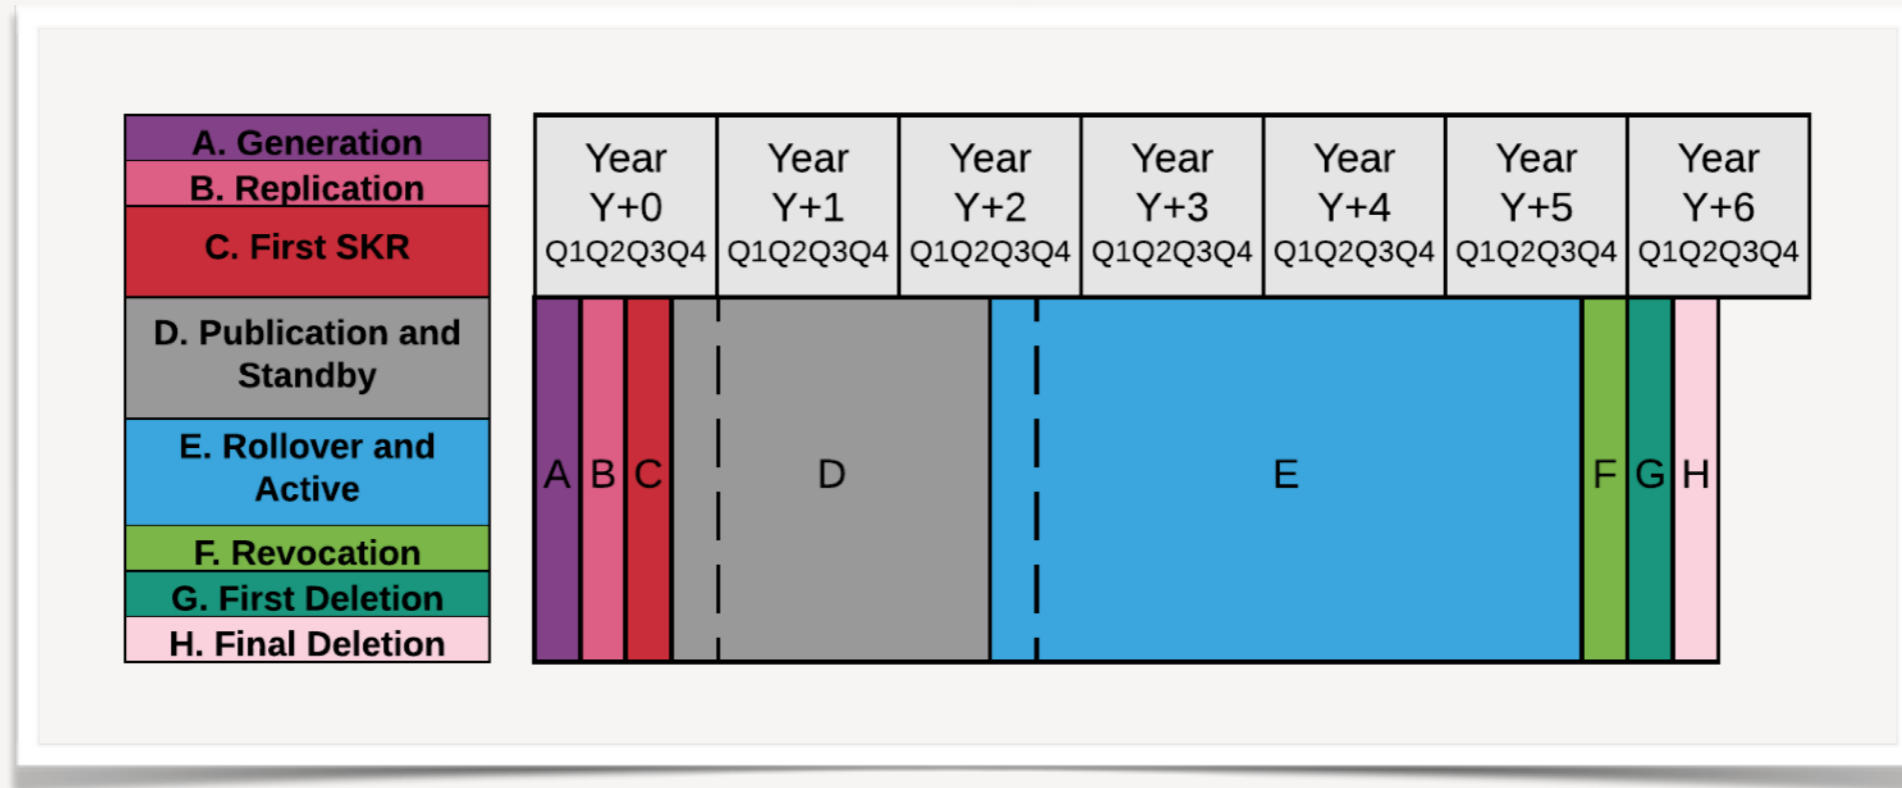 A. Generation
B. Replication
C. First SKR
D. Publication and
Standby
E. Rollover and
Active
F. Revocation
G. First Deletion
H. Final Deletion
Year
Y+0
Q1Q2Q3Q4
Year
Y+1
Q1Q2Q3Q4
Year
Y+2
Q1Q2Q3Q4
Year
Y+3
Q1Q2Q3Q4
Year
Y+4
Q1Q2Q3Q4
Year
Y+5
Q1Q2Q3Q4
Year
Y+6
Q1Q2Q3Q4
A B C D E F G H